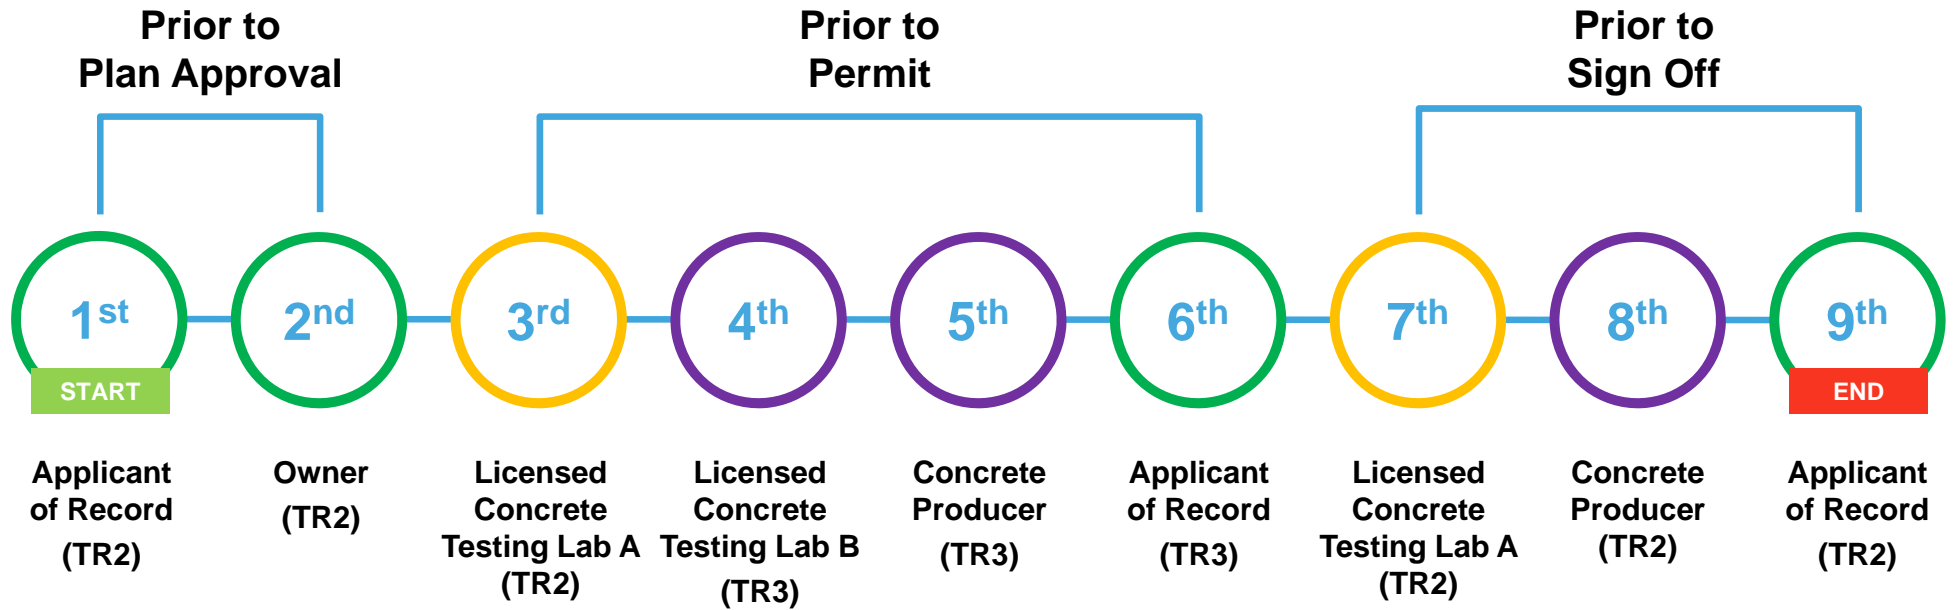 Prior to
Plan Approval
Prior to
Permit
Prior to
Sign Off
1st
2nd
3rd
4th
5th
6th
7th
8th
9th
START
END
Applicant
of Record
(TR2)
Owner
(TR2)
Licensed
Concrete
Testing Lab A
(TR2)
Licensed
Concrete
Testing Lab B
(TR3)
Concrete
Producer
(TR3)
Applicant
of Record
(TR3)
Licensed
Concrete
Testing Lab A
(TR2)
Concrete
Producer
(TR2)
Applicant
of Record
(TR2)